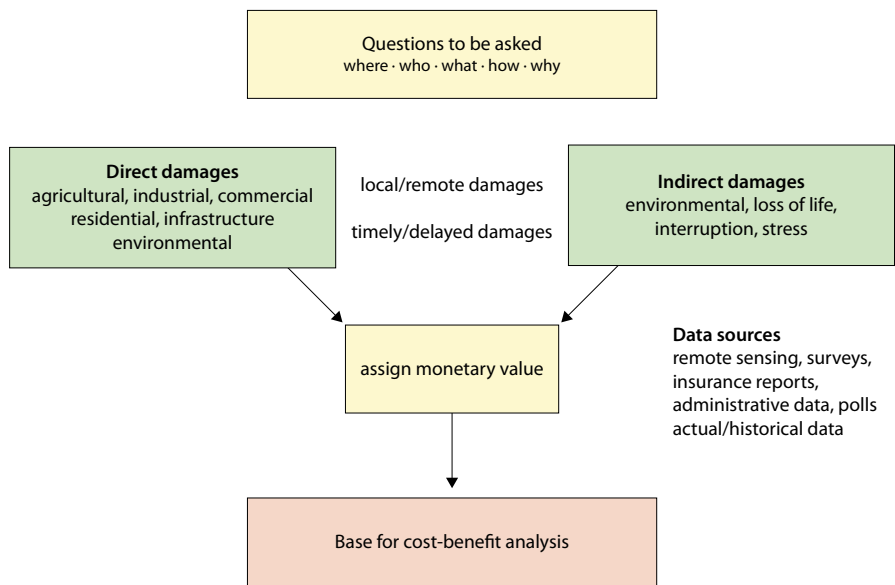 Questions to be asked
where · who · what · how · why
Direct damages
agricultural, industrial, commercial
residential, infrastructure
environmental
local/remote damages
timely/delayed damages
Indirect damages
environmental, loss of life,
interruption, stress
assign monetary value
Data sources
remote sensing, surveys,
insurance reports,
administrative data, polls
actual/historical data
Base for cost-benefit analysis